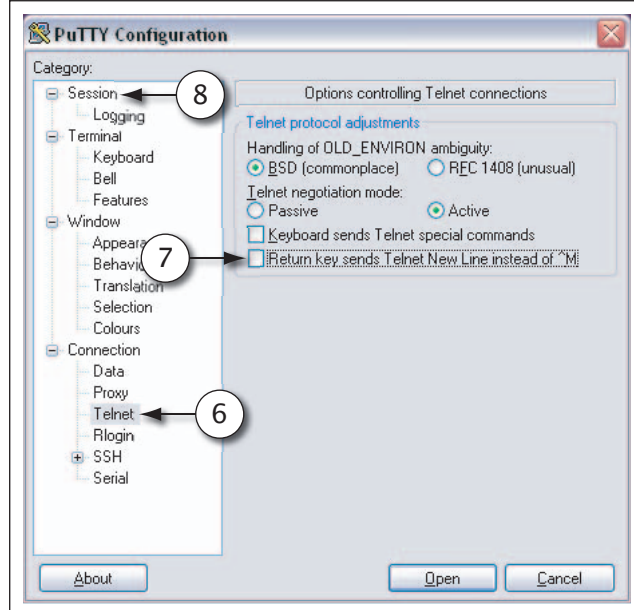 PuTTY Configuration
Category:
Session
8
Logging
Terminal
Keyboard
Bell
Features
Window
Appeara
Behavio
7
Translation
Selection
Colours
Connection
Data
Proxy
Telnet
6
Rlogin
SSH
Serial
Options controlling Telnet connections
Telnet protocol adjustments
Handling of OLD_ENVIRON ambiguity:
BSD (commonplace) RFC 1408 (unusual)
Telnet negotiation mode:
Passive Active
Keyboard sends Telnet special commands
Return key sends Telnet New Line instead of ^M
About Open Cancel